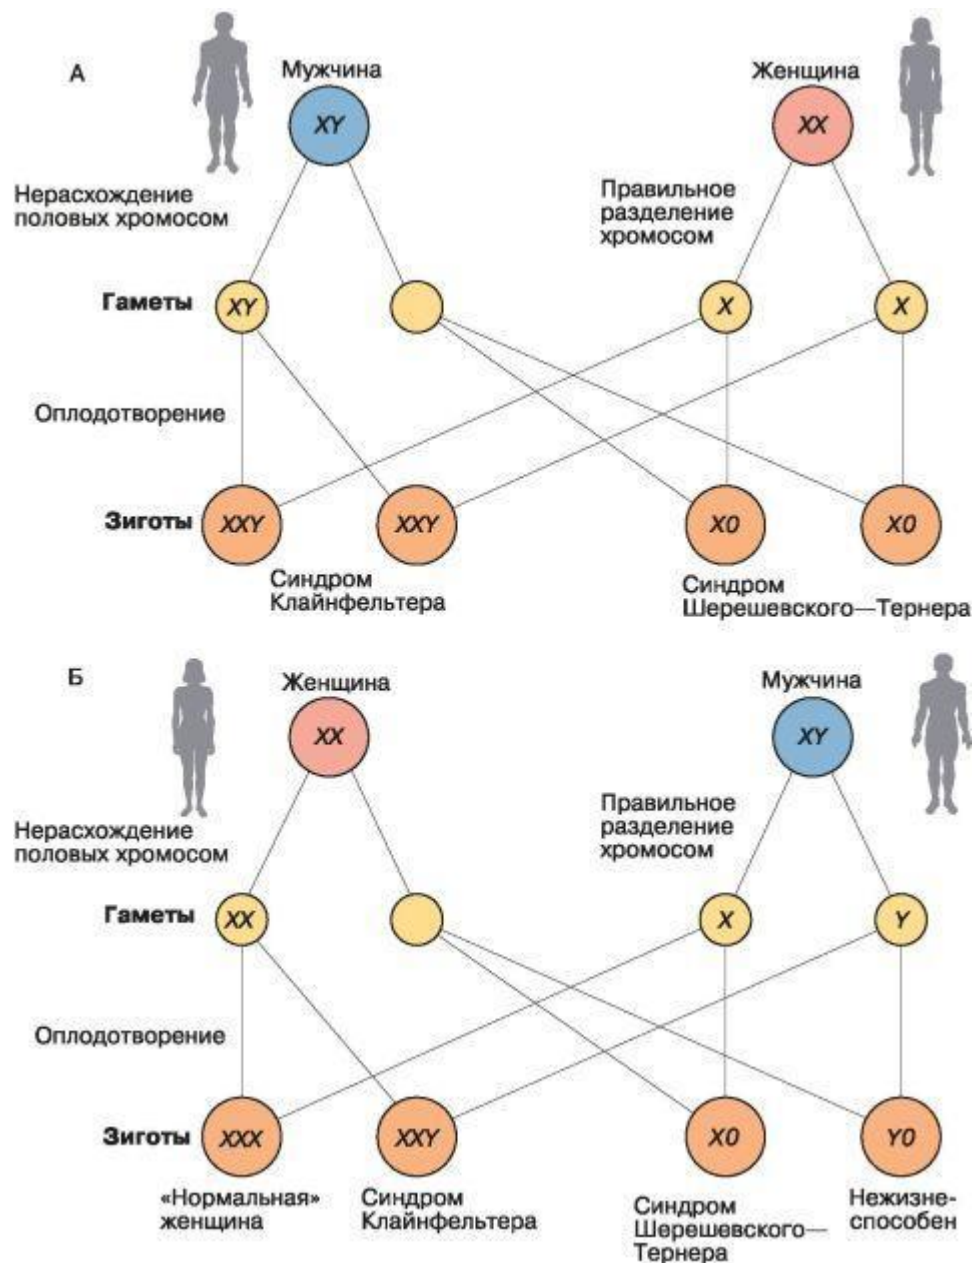 А
Мужчина
Женщина
XY
XX
Нерасхождение
половых хромосом
Правильное
разделение
хромосом
Гаметы
XY
X
X
Оплодотворение
Зиготы
XXY
XXY
X0
X0
Синдром
Клайнфельтера
Синдром
Шерешевского—Тернера
Б
Женщина
Мужчина
XX
XY
Нерасхождение
половых хромосом
Правильное
разделение
хромосом
Гаметы
XX
X
Y
Оплодотворение
Зиготы
XXX
XXY
X0
Y0
«Нормальная»
женщина
Синдром
Клайнфельтера
Синдром
Шерешевского—
Тернера
Нежизне-
способен